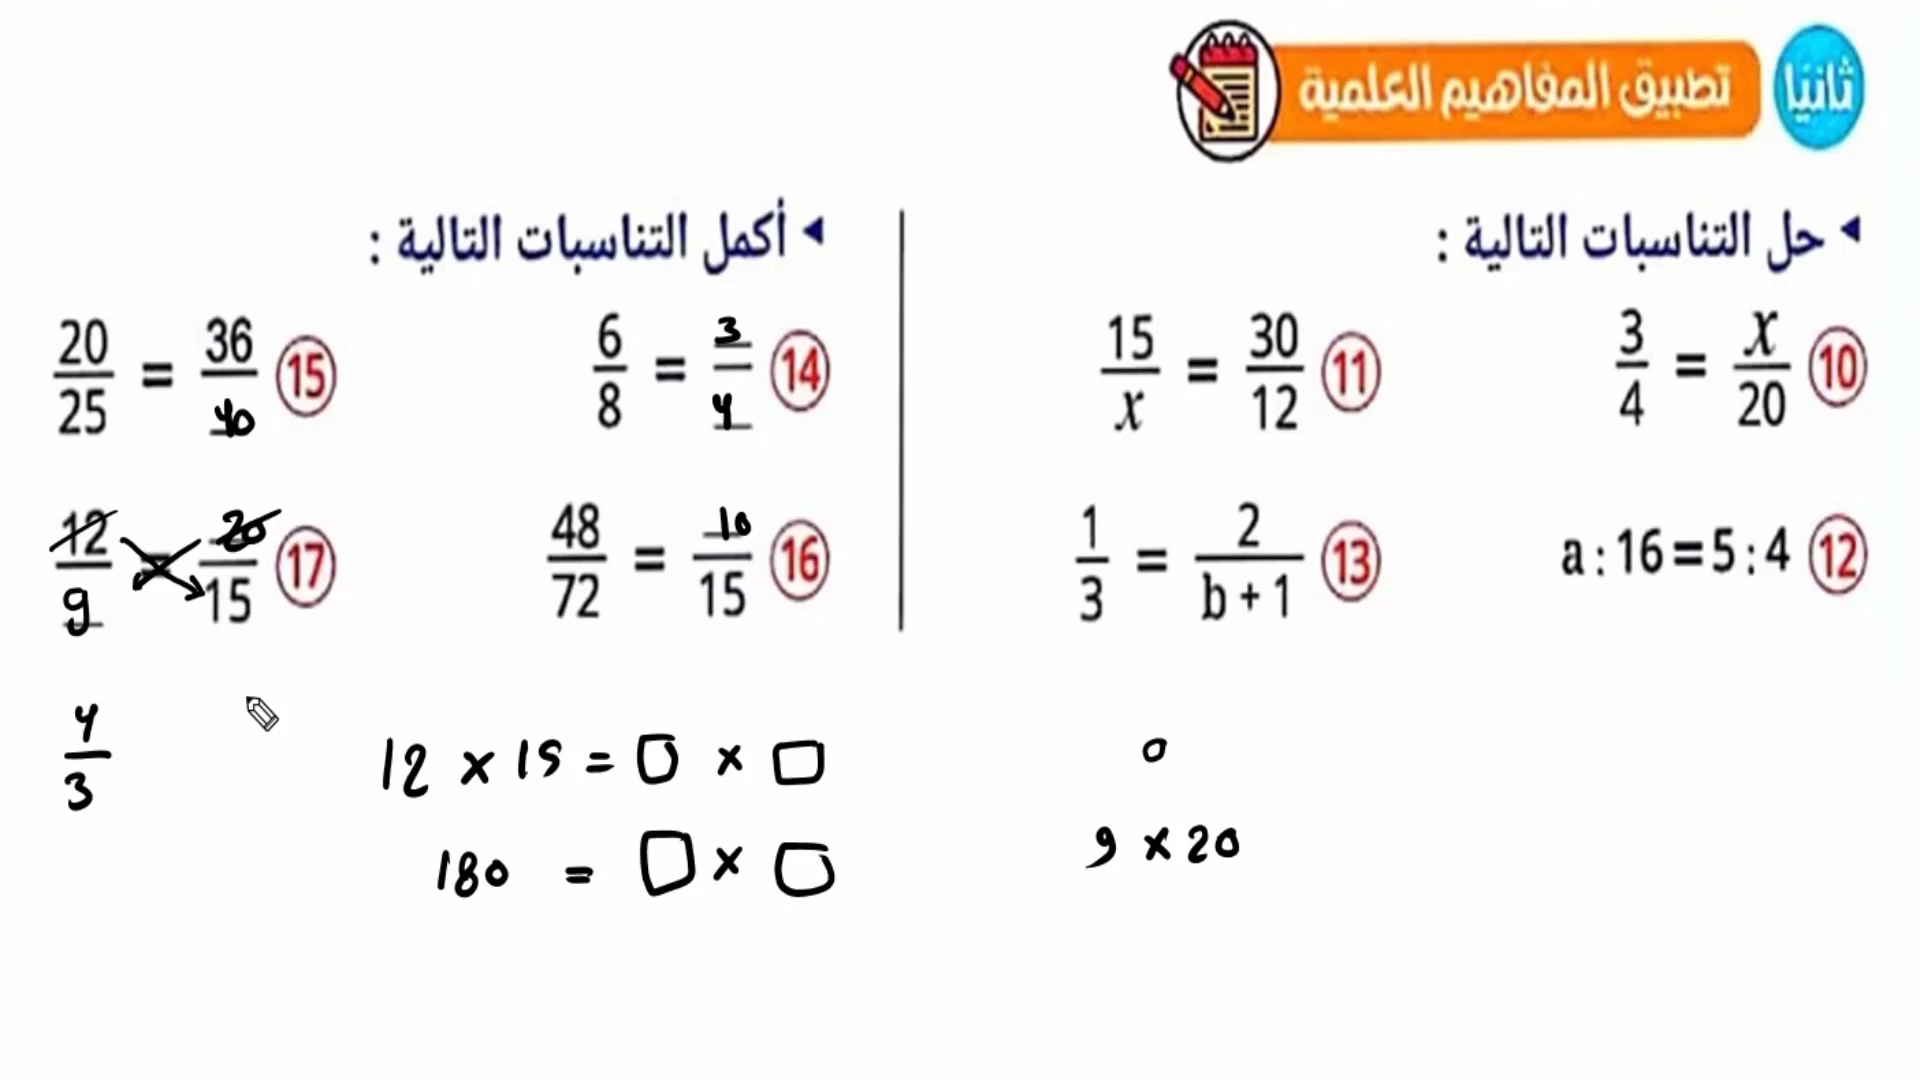 ثانيًا تطبيق المفاهيم العلمية
حل التناسبات التالية :
10 3/4 = x/20
11 15/x = 30/12
12 a : 16 = 5 : 4
13 1/3 = 2/(b + 1)
أكمل التناسبات التالية :
14 6/8 = 3/4
15 20/25 = 36/40
16 48/72 = 10/15
17 12/9 = 20/15
4/3
12 × 15 = □ × □
180 = □ × □
0
9 × 20